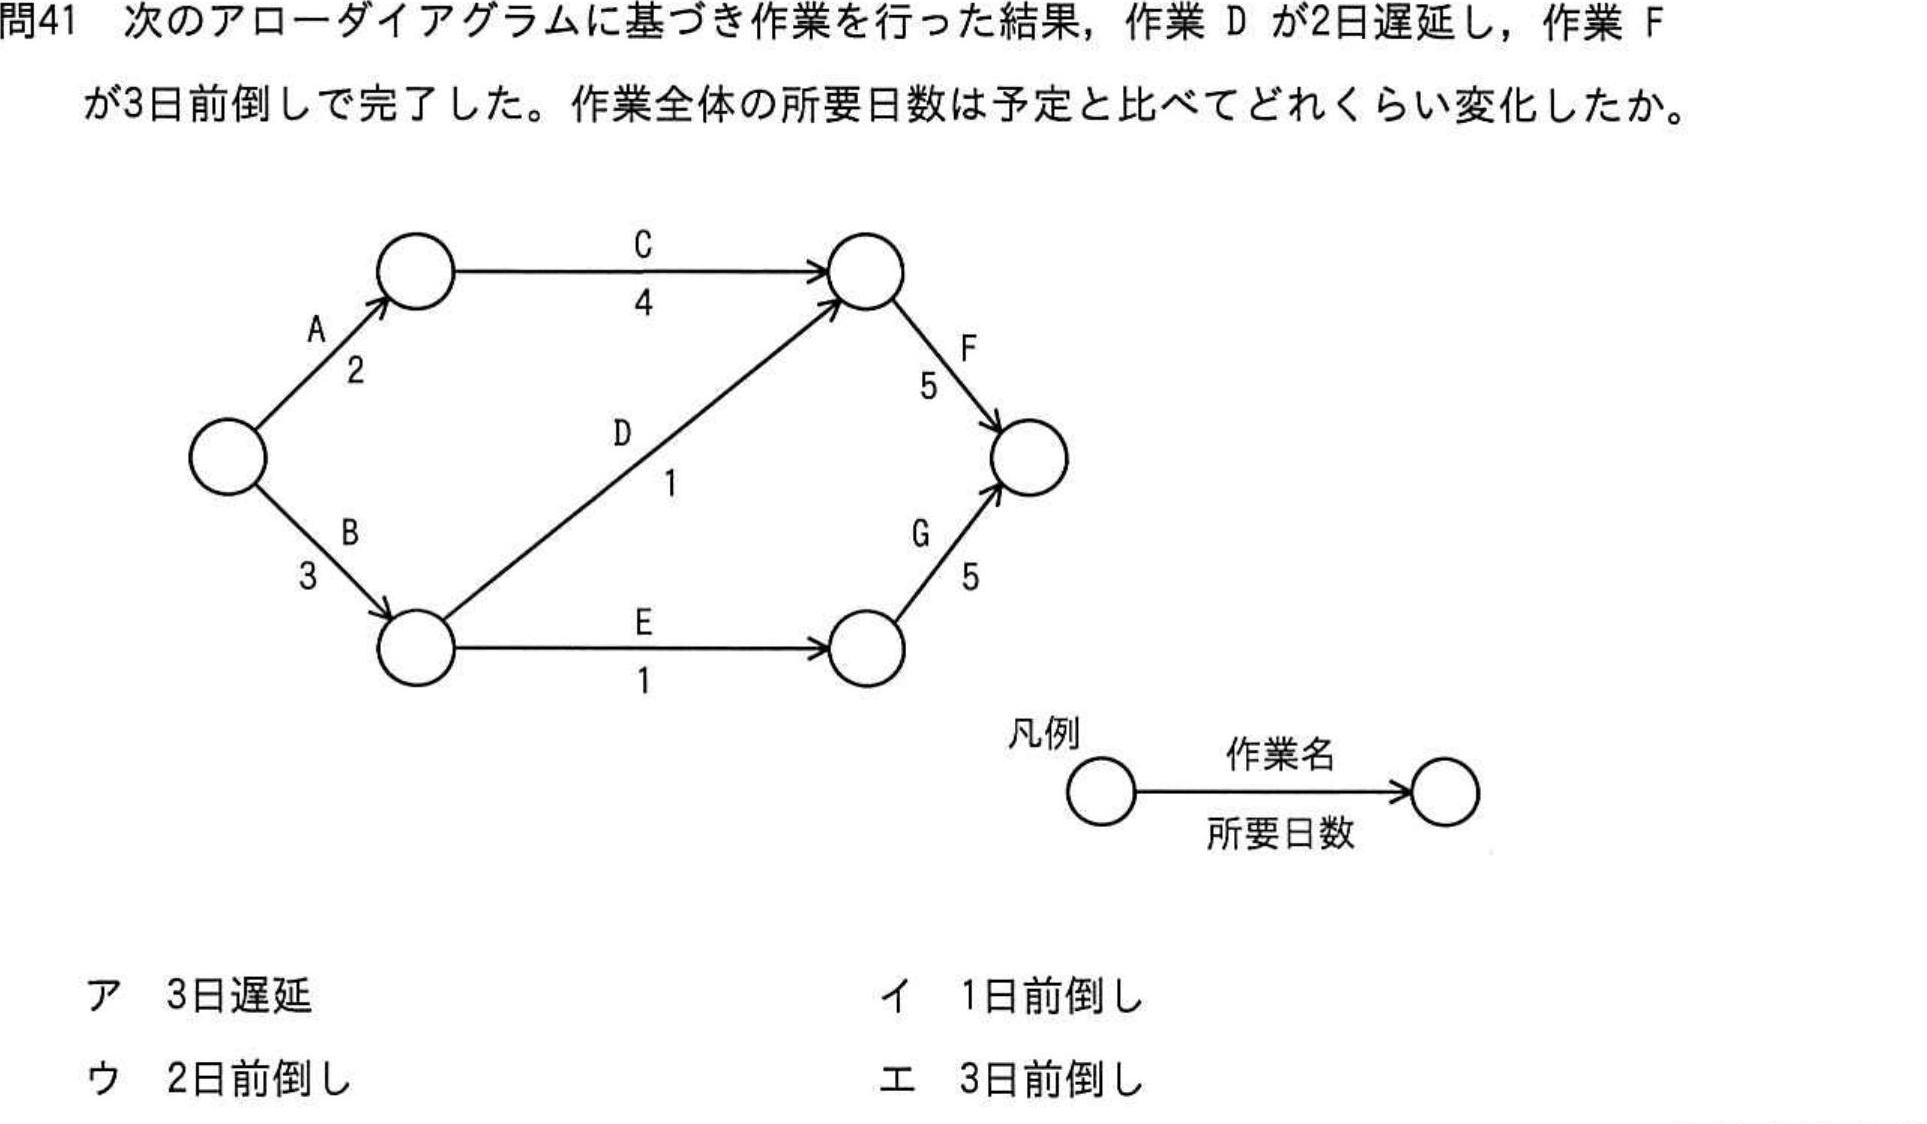 問41 次のアローダイアグラムに基づき作業を行った結果，作業 D が2日遅延し，作業 F
が3日前倒しで完了した。作業全体の所要日数は予定と比べてどれくらい変化したか。
C
4
A
2
F
5
D
1
B
3
G
5
E
1
凡例
作業名
所要日数
ア 3日遅延
イ 1日前倒し
ウ 2日前倒し
エ 3日前倒し